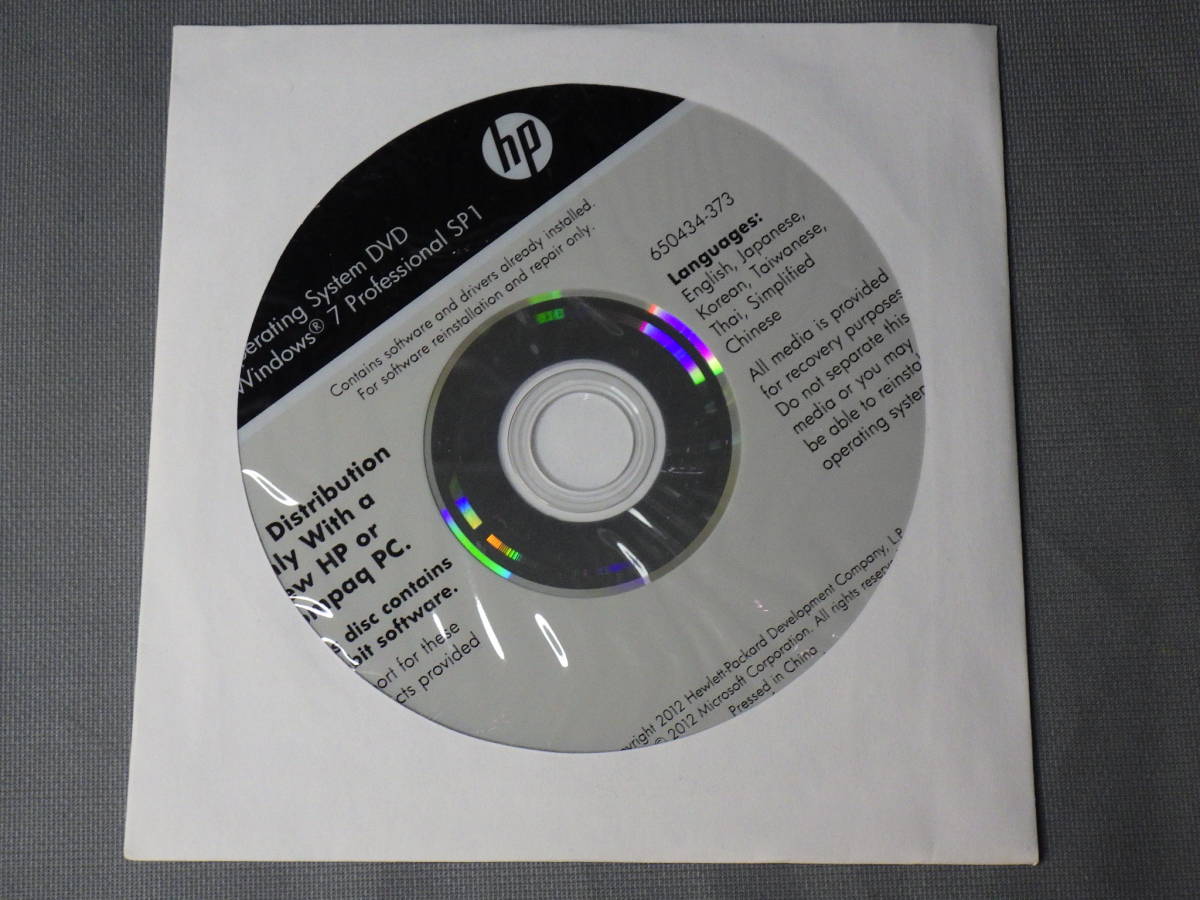 hp
erating System DVD
Windows® 7 Professional SP1
Contains software and drivers already installed.
For software reinstallation and repair only.
650434-373
Languages:
English, Japanese,
Korean, Taiwanese,
Thai, Simplified
Chinese
All media is provided
for recovery purposes
Do not separate this
media or you may
be able to reinsta
operating system
Distribution
ly With a
ew HP or
ompaq PC.
disc contains
bit software.
ort for these
cts provided
yright 2012 Hewlett-Packard Development Company, L.P
© 2012 Microsoft Corporation. All rights reserv
Pressed in China